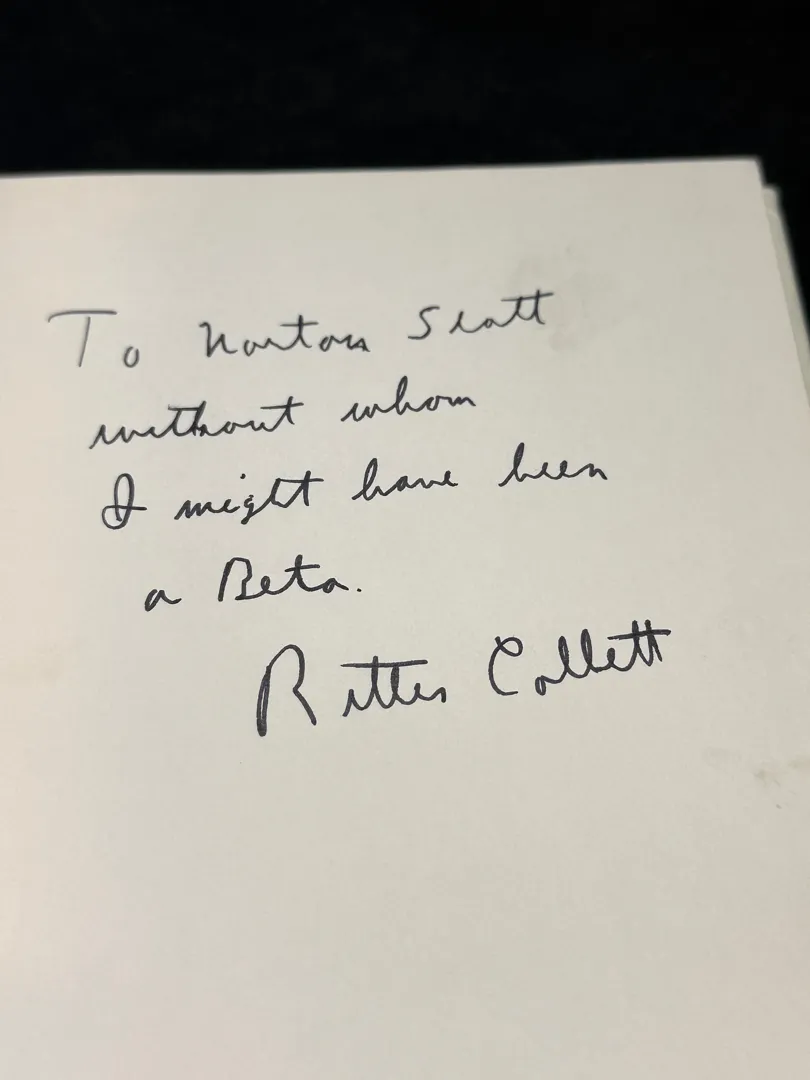 To Norton Scott
without whom
I might have been
a Beta.
Ritter Collett